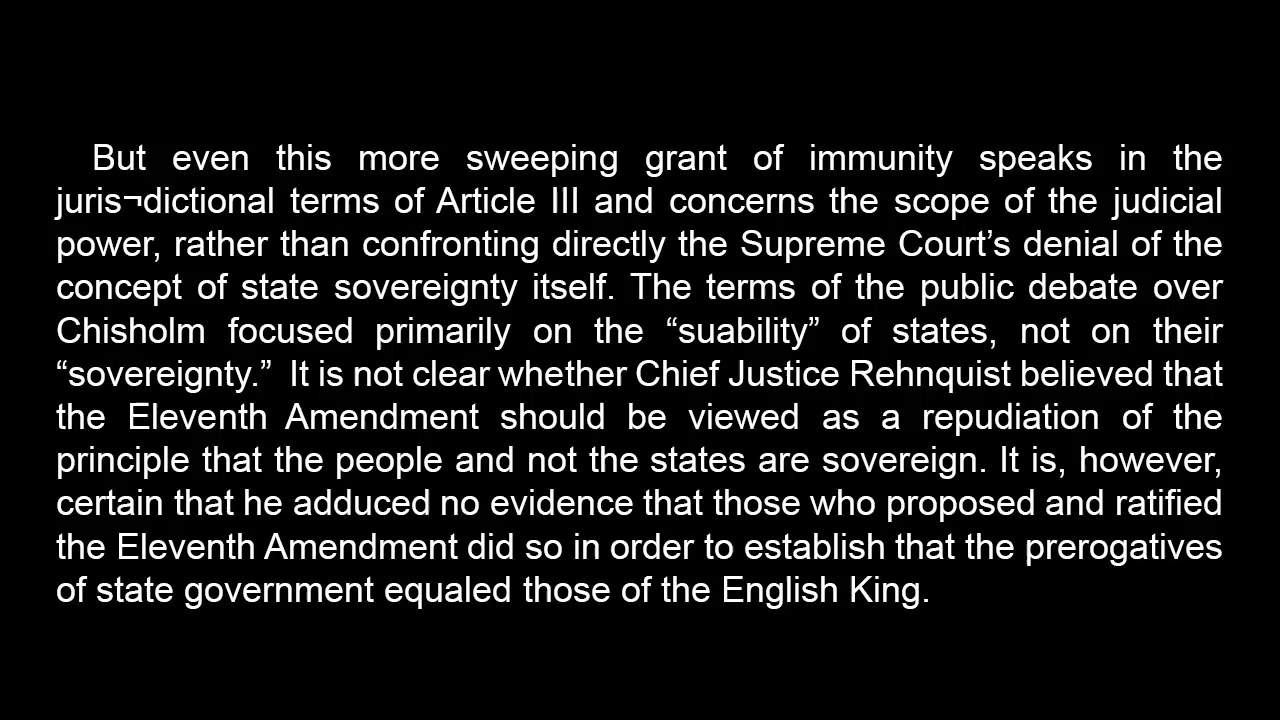 But even this more sweeping grant of immunity speaks in the
juris¬dictional terms of Article III and concerns the scope of the judicial
power, rather than confronting directly the Supreme Court’s denial of the
concept of state sovereignty itself. The terms of the public debate over
Chisholm focused primarily on the “suability” of states, not on their
“sovereignty.”  It is not clear whether Chief Justice Rehnquist believed that
the Eleventh Amendment should be viewed as a repudiation of the
principle that the people and not the states are sovereign. It is, however,
certain that he adduced no evidence that those who proposed and ratified
the Eleventh Amendment did so in order to establish that the prerogatives
of state government equaled those of the English King.